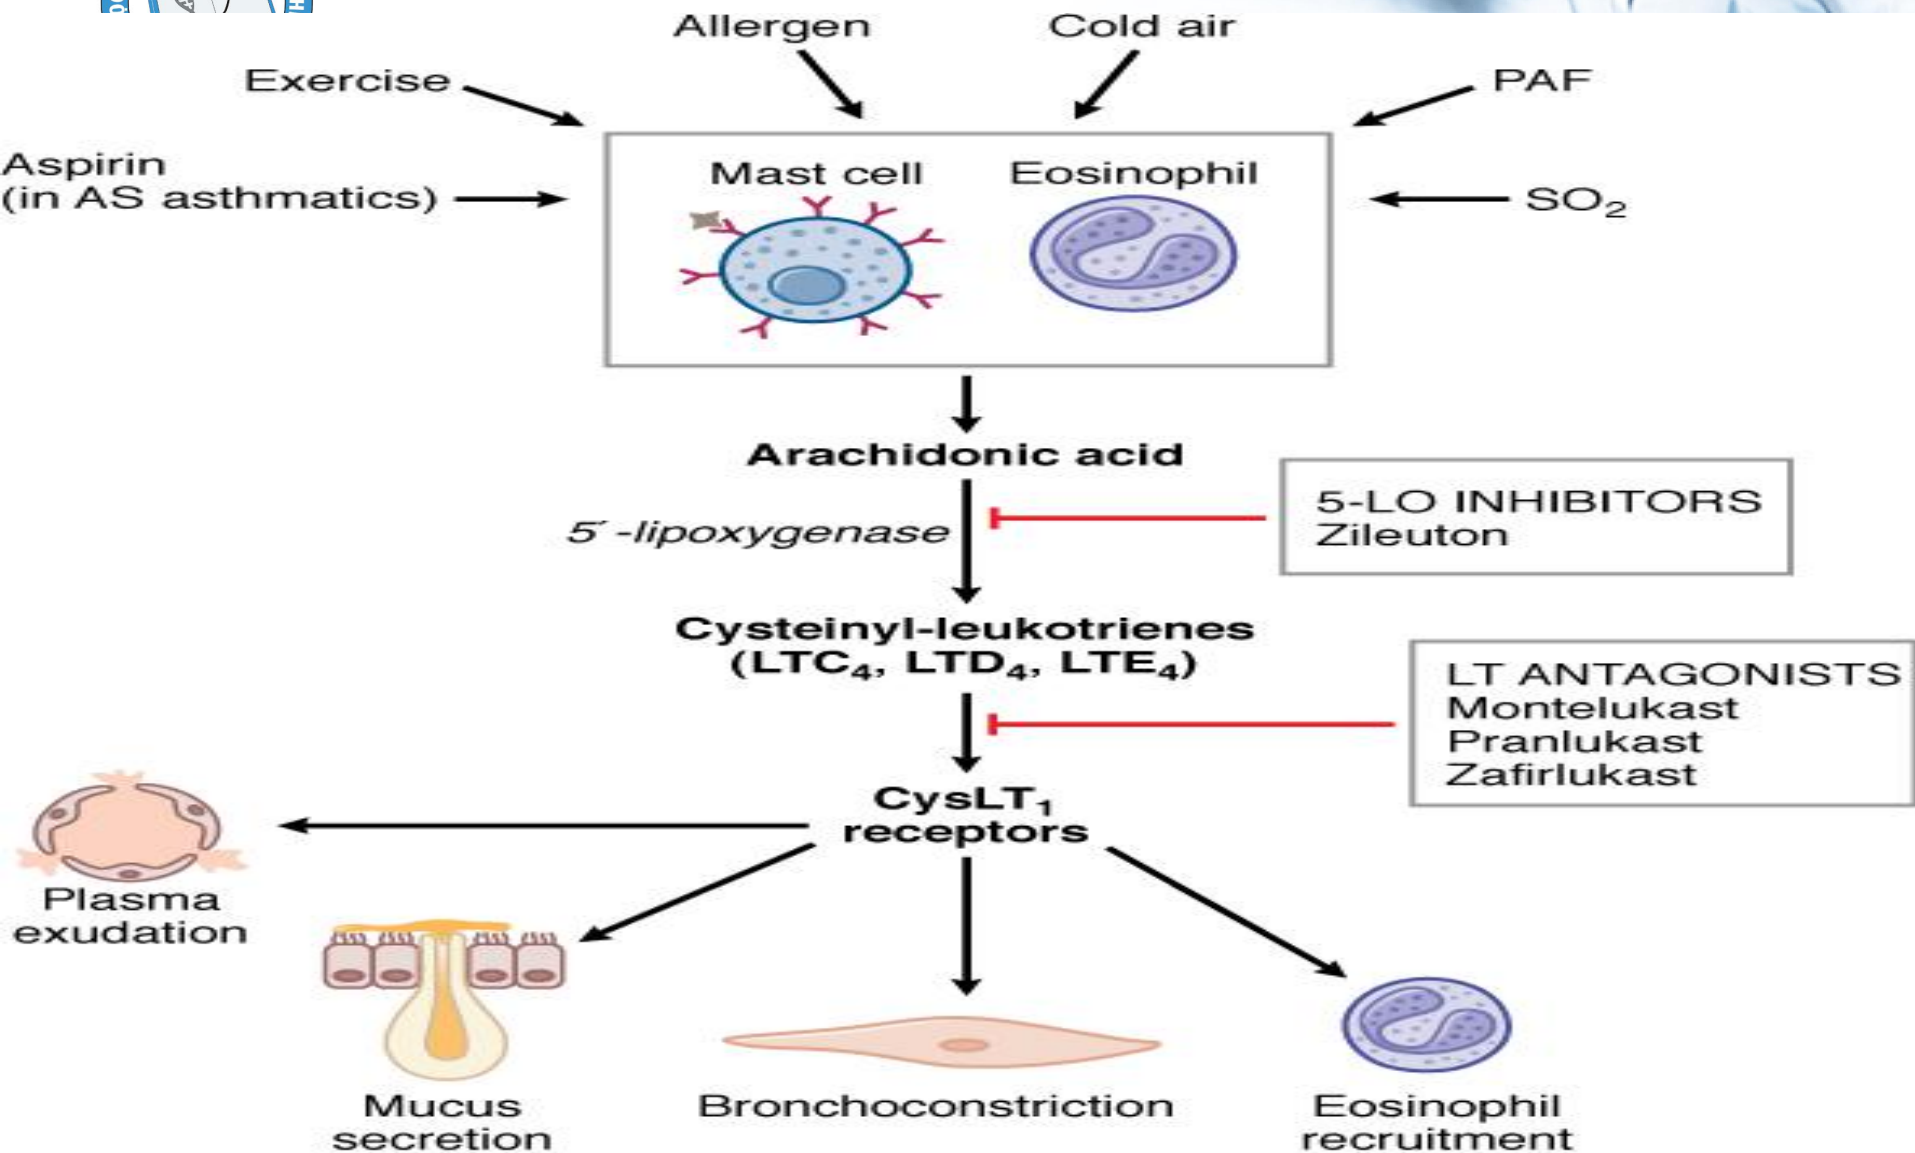 Allergen
Cold air
Exercise
PAF
Aspirin
(in AS asthmatics)
Mast cell
Eosinophil
SO₂
Arachidonic acid
5´-lipoxygenase
5-LO INHIBITORS
Zileuton
Cysteinyl-leukotrienes
(LTC₄, LTD₄, LTE₄)
LT ANTAGONISTS
Montelukast
Pranlukast
Zafirlukast
CysLT₁
receptors
Plasma
exudation
Mucus
secretion
Bronchoconstriction
Eosinophil
recruitment